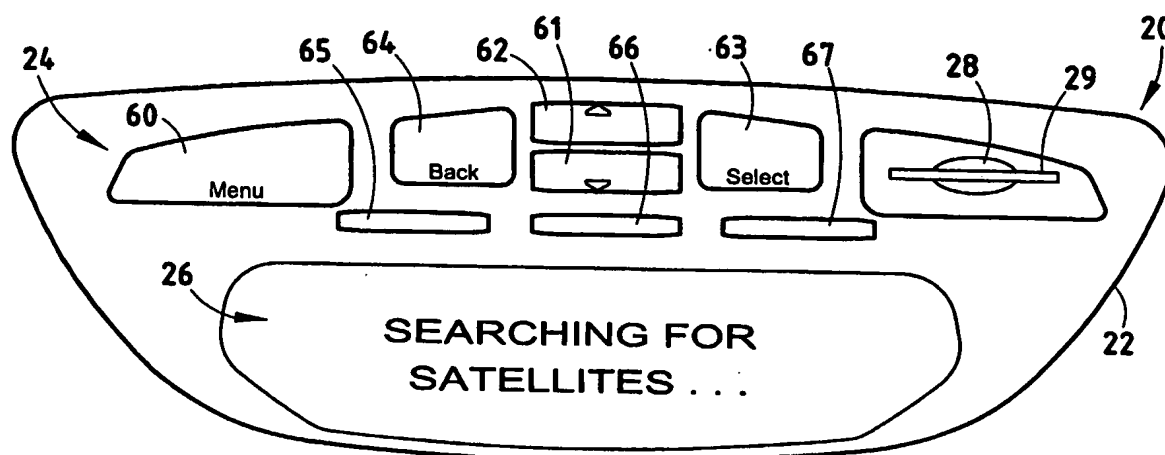 61
64 62 66 63 67 20
65 28
24 29
60
Back
Menu Select
26
SEARCHING FOR
SATELLITES . . .
22